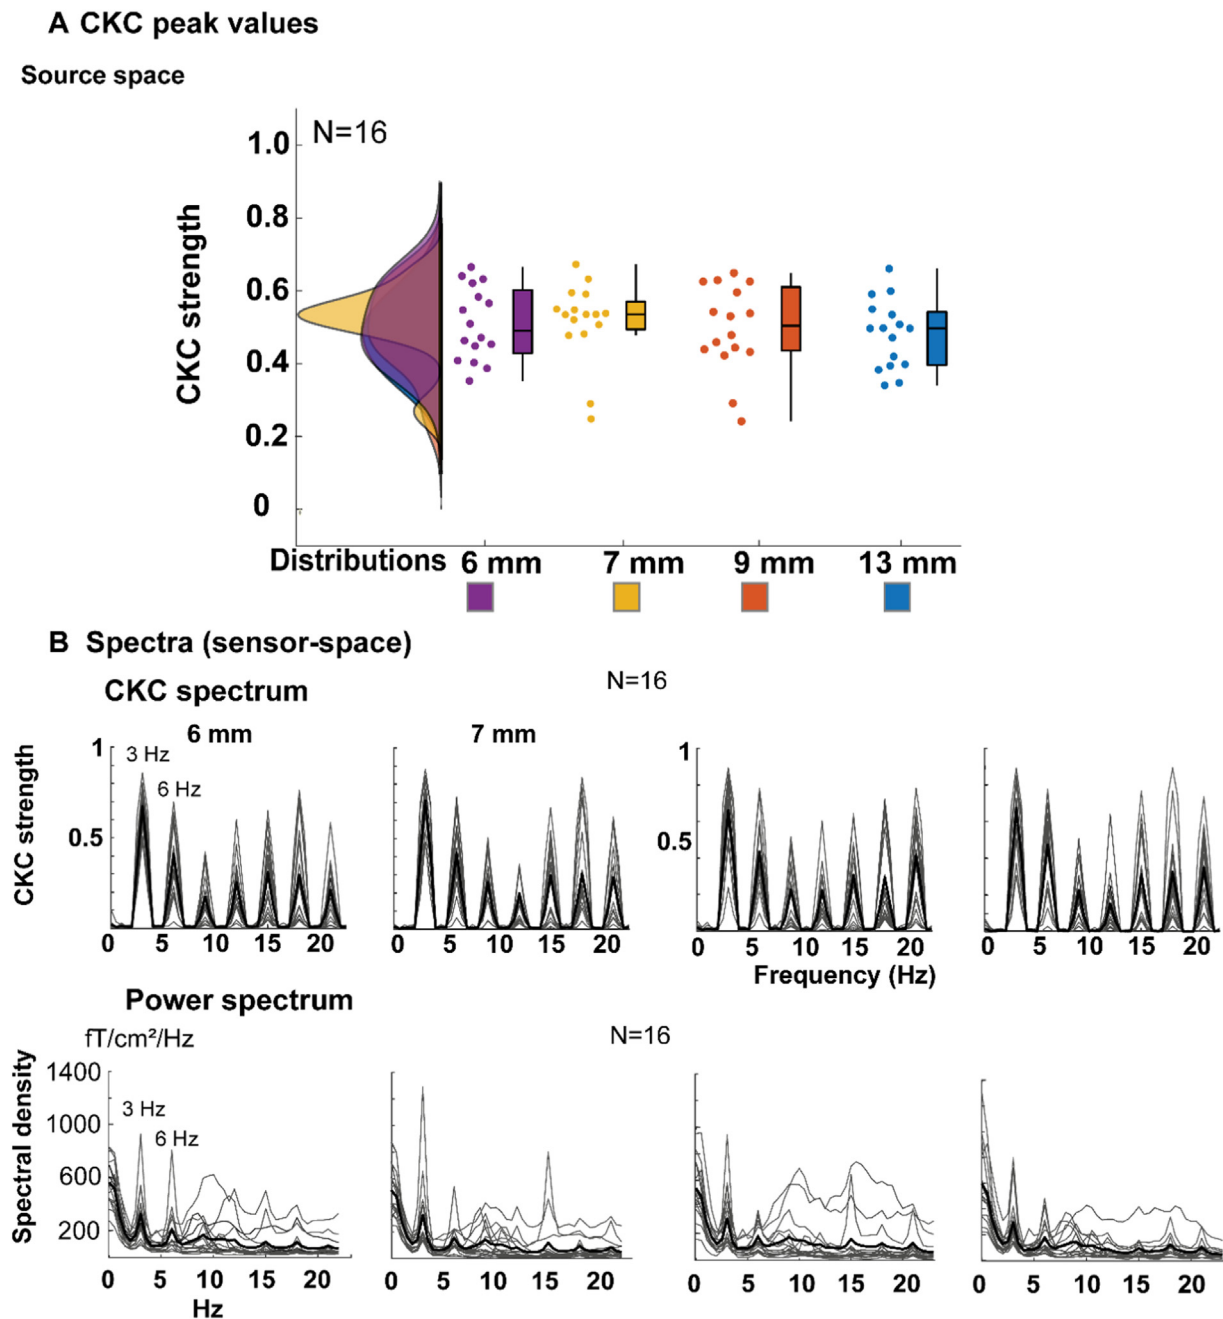 A CKC peak values
Source space
N=16
CKC strength
1.0
0.8
0.6
0.4
0.2
0
Distributions 6 mm 7 mm 9 mm 13 mm
B Spectra (sensor-space)
CKC spectrum
N=16
6 mm 7 mm
CKC strength
1
0.5
3 Hz
6 Hz
1
0.5
0 5 10 15 20 0 5 10 15 20 0 5 10 15 20 0 5 10 15 20
Frequency (Hz)
Power spectrum
fT/cm²/Hz
N=16
Spectral density
1400
1000
600
200
3 Hz
6 Hz
0 5 10 15 20 0 5 10 15 20 0 5 10 15 20 0 5 10 15 20
Hz